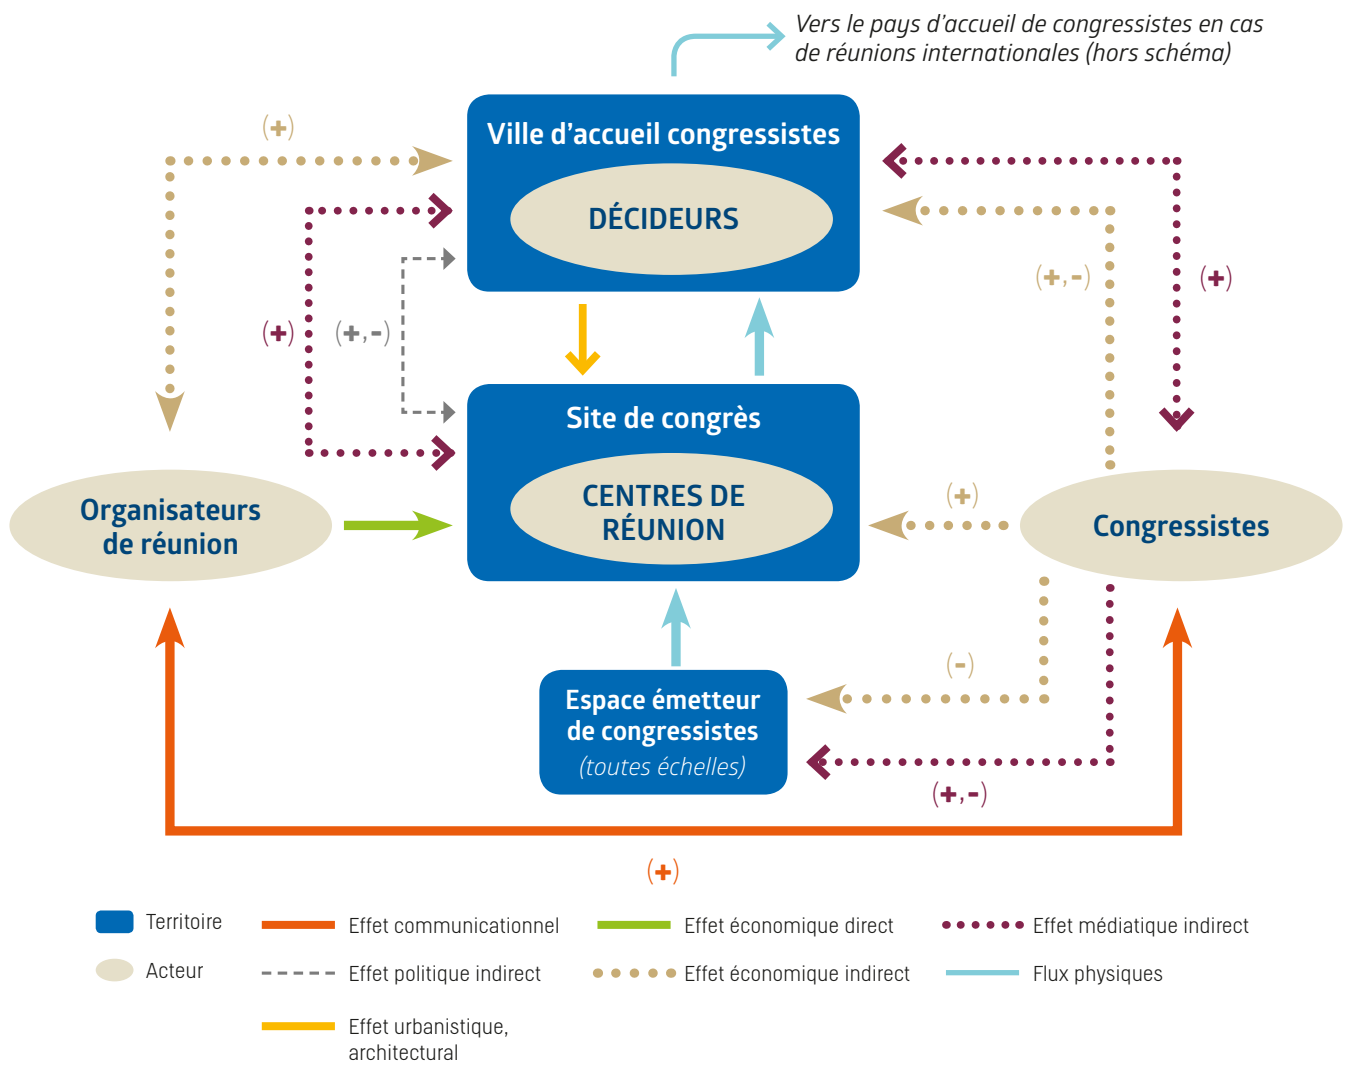 Vers le pays d'accueil de congressistes en cas
de réunions internationales (hors schéma)
(+)
Ville d'accueil congressistes
DÉCIDEURS
(+)
(+,-)
(+,-)
(+)
Site de congrès
CENTRES DE
RÉUNION
Organisateurs
de réunion
(+)
Congressistes
(-)
Espace émetteur
de congressistes
(toutes échelles)
(+,-)
(+)
Territoire
Effet communicationnel
Effet économique direct
Effet médiatique indirect
Acteur
Effet politique indirect
Effet économique indirect
Flux physiques
Effet urbanistique,
architectural